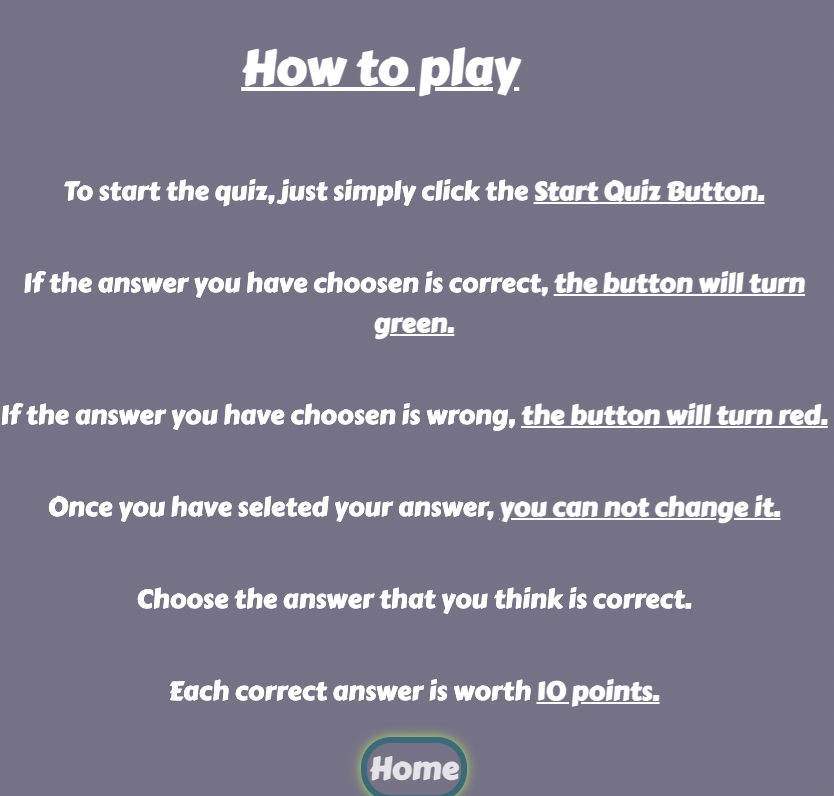 How to play
To start the quiz, just simply click the Start Quiz Button.
If the answer you have choosen is correct, the button will turn
green.
If the answer you have choosen is wrong, the button will turn red.
Once you have seleted your answer, you can not change it.
Choose the answer that you think is correct.
Each correct answer is worth 10 points.
Home